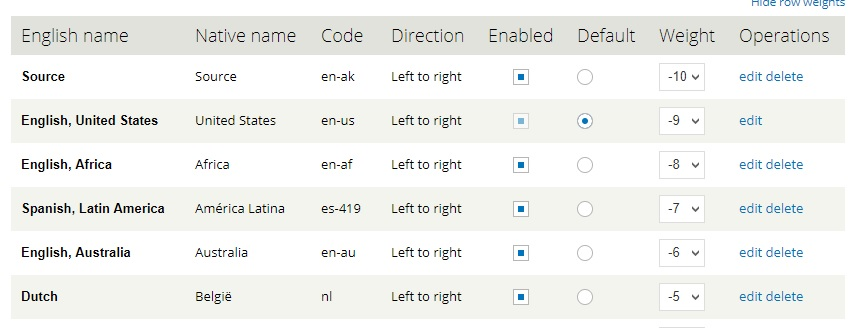 Hide row weights
English name Native name Code Direction Enabled Default Weight Operations
Source Source en-ak Left to right -10 edit delete
English, United States United States en-us Left to right -9 edit
English, Africa Africa en-af Left to right -8 edit delete
Spanish, Latin America América Latina es-419 Left to right -7 edit delete
English, Australia Australia en-au Left to right -6 edit delete
Dutch België nl Left to right -5 edit delete